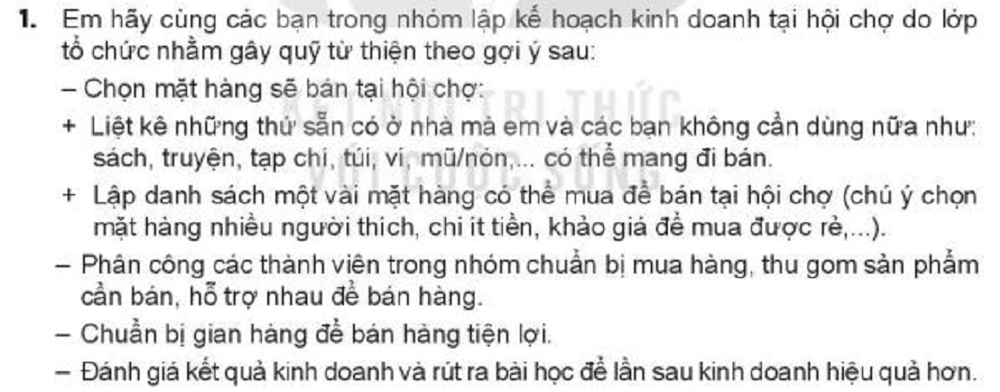 1. Em hãy cùng các bạn trong nhóm lập kế hoạch kinh doanh tại hội chợ do lớp
tổ chức nhằm gây quỹ từ thiện theo gợi ý sau:
– Chọn mặt hàng sẽ bán tại hội chợ:
KẾT NỐI TRI THỨC
+ Liệt kê những thứ sẵn có ở nhà mà em và các bạn không cần dùng nữa như:
sách, truyện, tạp chí, túi, ví, mũ/nón,... có thể mang đi bán.
VỚI CUỘC SỐNG
+ Lập danh sách một vài mặt hàng có thể mua để bán tại hội chợ (chú ý chọn
mặt hàng nhiều người thích, chi ít tiền, khảo giá để mua được rẻ,...).
– Phân công các thành viên trong nhóm chuẩn bị mua hàng, thu gom sản phẩm
cần bán, hỗ trợ nhau để bán hàng.
– Chuẩn bị gian hàng để bán hàng tiện lợi.
– Đánh giá kết quả kinh doanh và rút ra bài học để lần sau kinh doanh hiệu quả hơn.